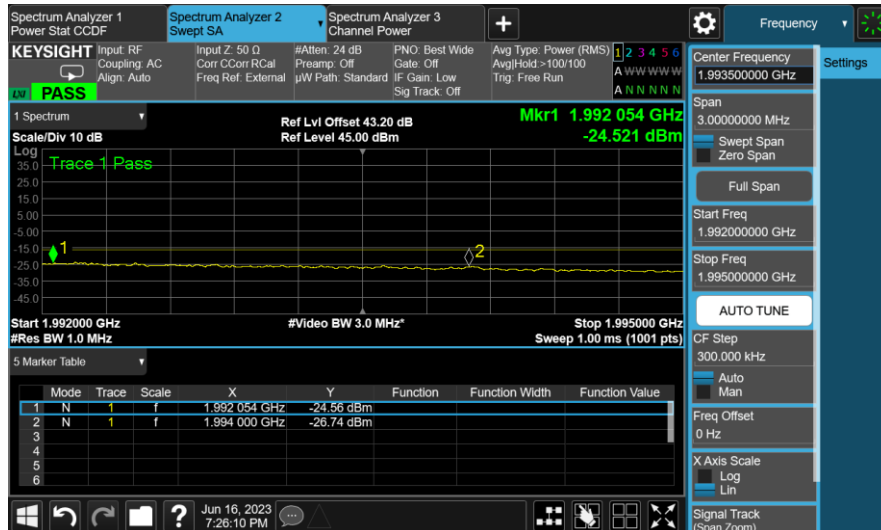 Spectrum Analyzer 1
Power Stat CCDF
Spectrum Analyzer 2
Swept SA
Spectrum Analyzer 3
Channel Power
+
Frequency
KEYSIGHT
Input: RF
Coupling: AC
Align: Auto
Input Z: 50 Ω
Corr CCorr RCal
Freq Ref: External
#Atten: 24 dB
Preamp: Off
µW Path: Standard
PNO: Best Wide
Gate: Off
IF Gain: Low
Sig Track: Off
Avg Type: Power (RMS)
Avg|Hold:>100/100
Trig: Free Run
1 2 3 4 5 6
A W W W W W
A N N N N N
LXI PASS
1 Spectrum
Scale/Div 10 dB
Ref Lvl Offset 43.20 dB
Ref Level 45.00 dBm
Mkr1 1.992 054 GHz
-24.521 dBm
Log
Trace 1 Pass
35.0
25.0
15.0
5.00
-5.00
-15.0
-25.0
-35.0
-45.0
1
2
Start 1.992000 GHz
#Video BW 3.0 MHz*
Stop 1.995000 GHz
#Res BW 1.0 MHz
Sweep 1.00 ms (1001 pts)
5 Marker Table
Mode Trace Scale X Y Function Function Width Function Value
1 N 1 f 1.992 054 GHz -24.56 dBm
2 N 1 f 1.994 000 GHz -26.74 dBm
3
4
5
6
?
Jun 16, 2023
7:26:10 PM
Center Frequency
1.993500000 GHz
Settings
Span
3.00000000 MHz
Swept Span
Zero Span
Full Span
Start Freq
1.992000000 GHz
Stop Freq
1.995000000 GHz
AUTO TUNE
CF Step
300.000 kHz
Auto
Man
Freq Offset
0 Hz
X Axis Scale
Log
Lin
Signal Track
(Span Zoom)